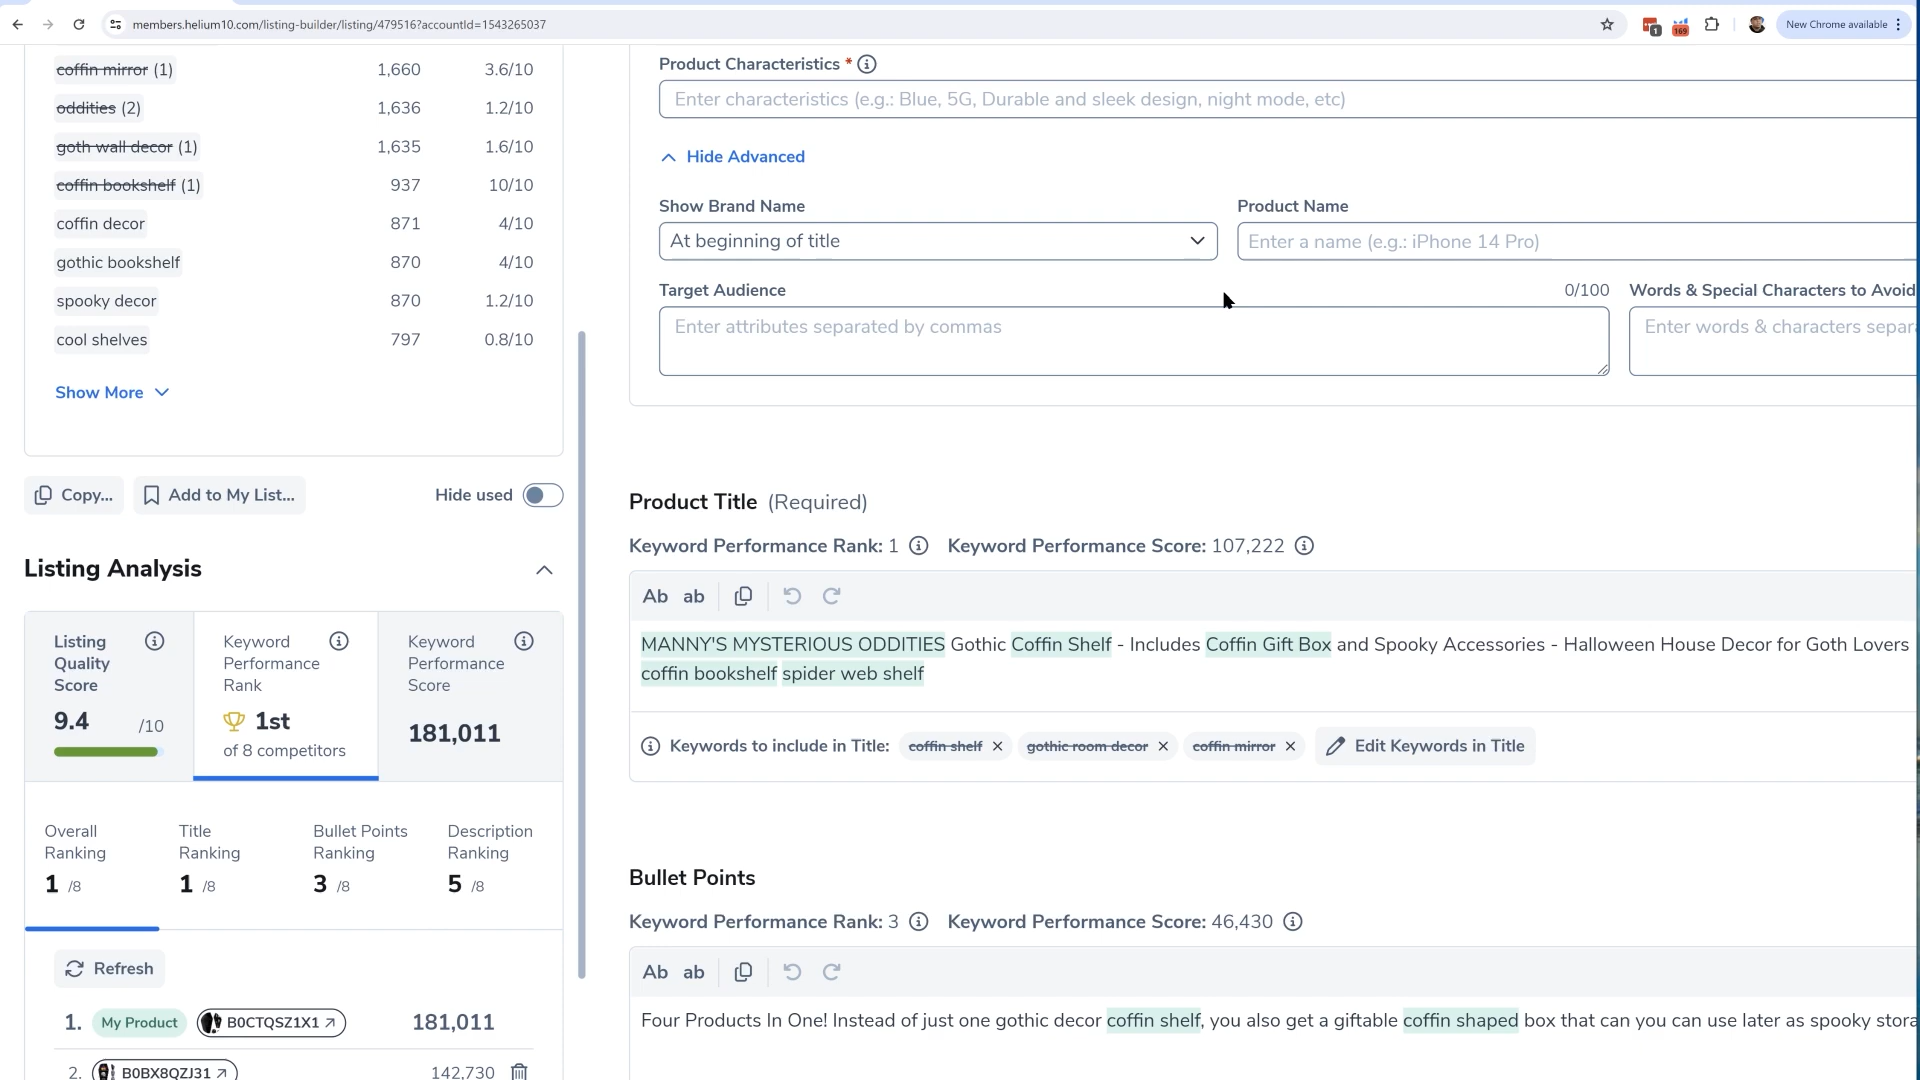 members.helium10.com/listing-builder/listing/479516?accountId=1543265037
1
169
New Chrome available
coffin mirror (1) 1,660 3.6/10
oddities (2) 1,636 1.2/10
goth wall decor (1) 1,635 1.6/10
coffin bookshelf (1) 937 10/10
coffin decor 871 4/10
gothic bookshelf 870 4/10
spooky decor 870 1.2/10
cool shelves 797 0.8/10
Show More
Copy...
Add to My List...
Hide used
Listing Analysis
Listing Quality Score
9.4 /10
Keyword Performance Rank
1st
of 8 competitors
Keyword Performance Score
181,011
Overall Ranking
1 /8
Title Ranking
1 /8
Bullet Points Ranking
3 /8
Description Ranking
5 /8
Refresh
1. My Product B0CTQSZ1X1 181,011
2. B0BX8QZJ31 142,730
Product Characteristics *
Enter characteristics (e.g.: Blue, 5G, Durable and sleek design, night mode, etc)
Hide Advanced
Show Brand Name
At beginning of title
Product Name
Enter a name (e.g.: iPhone 14 Pro)
Target Audience 0/100
Enter attributes separated by commas
Words & Special Characters to Avoid
Enter words & characters separa
Product Title (Required)
Keyword Performance Rank: 1 Keyword Performance Score: 107,222
Ab ab
MANNY'S MYSTERIOUS ODDITIES Gothic Coffin Shelf - Includes Coffin Gift Box and Spooky Accessories - Halloween House Decor for Goth Lovers
coffin bookshelf spider web shelf
Keywords to include in Title: coffin shelf gothic room decor coffin mirror Edit Keywords in Title
Bullet Points
Keyword Performance Rank: 3 Keyword Performance Score: 46,430
Ab ab
Four Products In One! Instead of just one gothic decor coffin shelf, you also get a giftable coffin shaped box that can you can use later as spooky stora